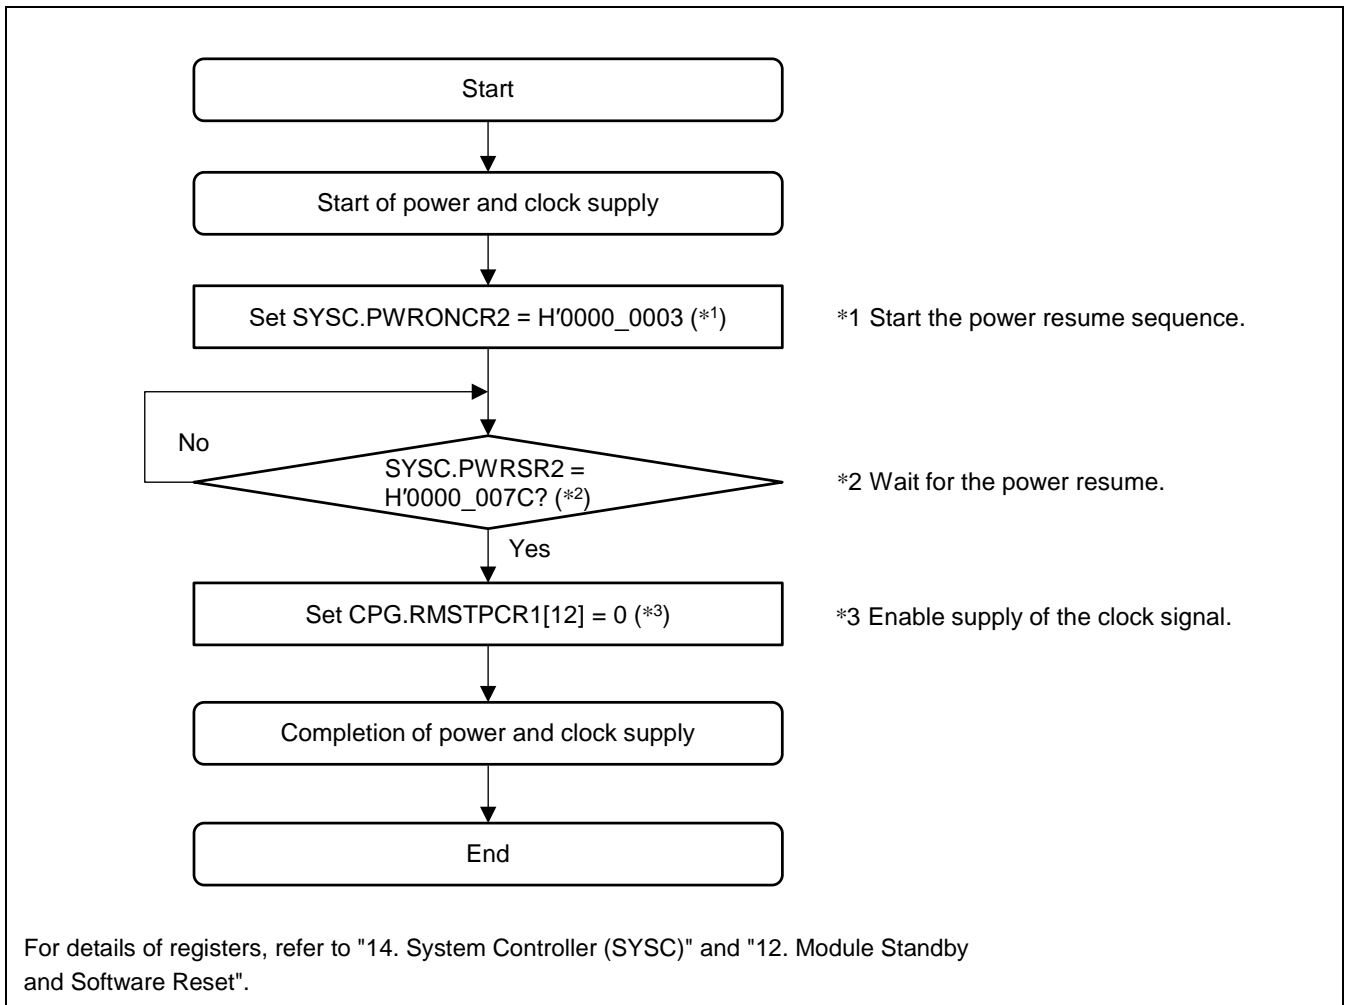 Start
Start of power and clock supply
Set SYSC.PWRONCR2 = H'0000_0003 (*1)
*1 Start the power resume sequence.
No
SYSC.PWRSR2 =
H'0000_007C? (*2)
*2 Wait for the power resume.
Yes
Set CPG.RMSTPCR1[12] = 0 (*3)
*3 Enable supply of the clock signal.
Completion of power and clock supply
End
For details of registers, refer to "14. System Controller (SYSC)" and "12. Module Standby
and Software Reset".